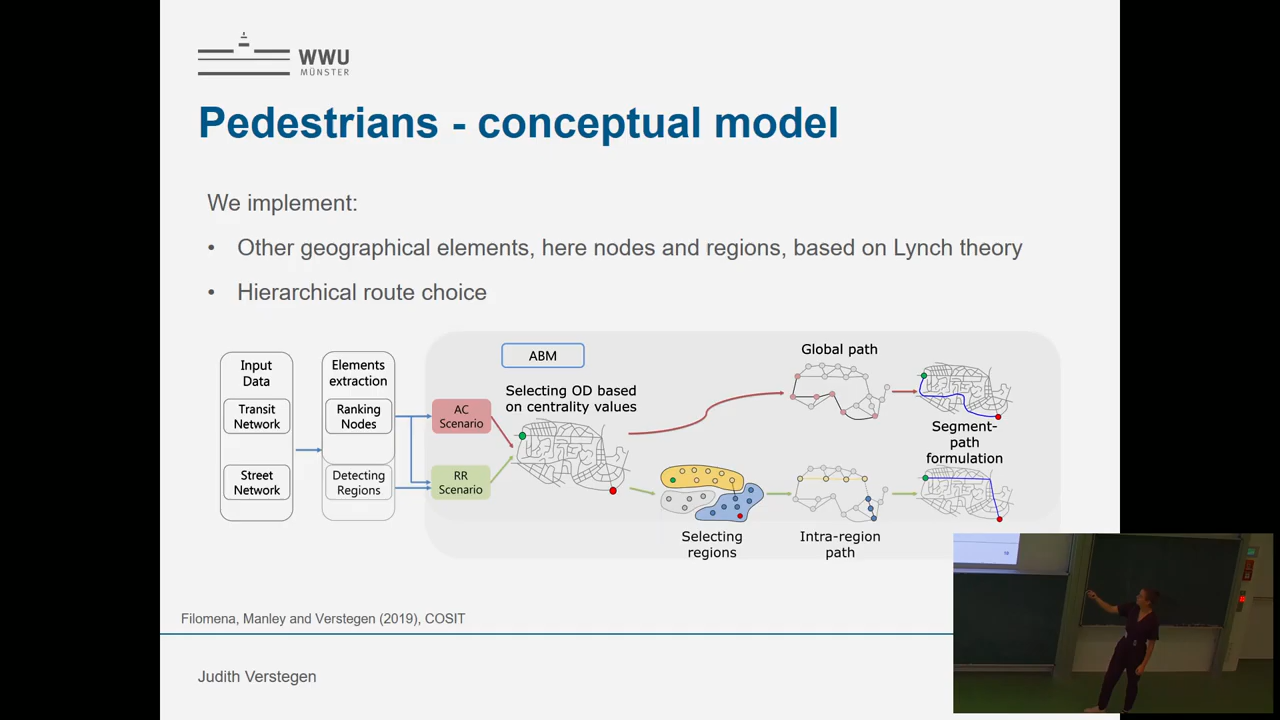 WWU
MÜNSTER
Pedestrians - conceptual model
We implement:
• Other geographical elements, here nodes and regions, based on Lynch theory
• Hierarchical route choice
Input
Data
Transit
Network
Street
Network
Elements
extraction
Ranking
Nodes
Detecting
Regions
ABM
AC
Scenario
RR
Scenario
Selecting OD based
on centrality values
Global path
Segment-
path
formulation
Selecting
regions
Intra-region
path
Filomena, Manley and Verstegen (2019), COSIT
Judith Verstegen